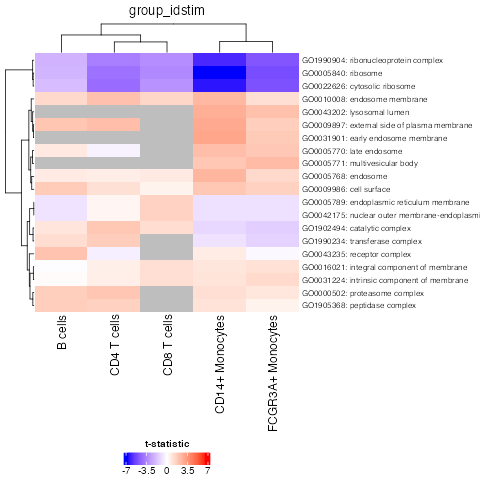 group_idstim
GO1990904: ribonucleoprotein complex
GO0005840: ribosome
GO0022626: cytosolic ribosome
GO0010008: endosome membrane
GO0043202: lysosomal lumen
GO0009897: external side of plasma membrane
GO0031901: early endosome membrane
GO0005770: late endosome
GO0005771: multivesicular body
GO0005768: endosome
GO0009986: cell surface
GO0005789: endoplasmic reticulum membrane
GO0042175: nuclear outer membrane-endoplasmi
GO1902494: catalytic complex
GO1990234: transferase complex
GO0043235: receptor complex
GO0016021: integral component of membrane
GO0031224: intrinsic component of membrane
GO0000502: proteasome complex
GO1905368: peptidase complex
B cells
CD4 T cells
CD8 T cells
CD14+ Monocytes
FCGR3A+ Monocytes
t-statistic
-7 -3.5 0 3.5 7